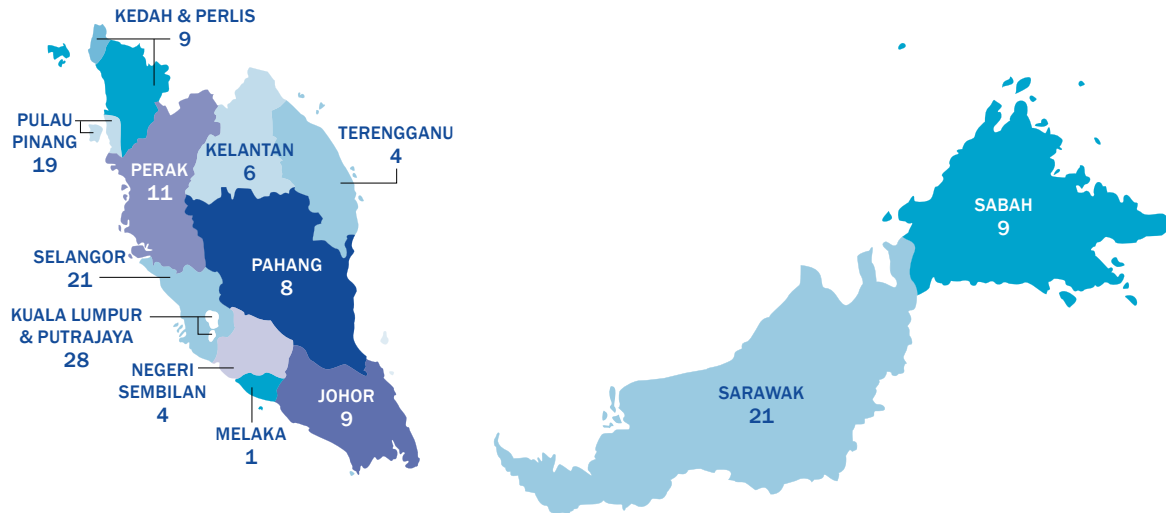 KEDAH & PERLIS
9
PULAU
PINANG
19
PERAK
11
KELANTAN
6
TERENGGANU
4
SELANGOR
21
PAHANG
8
KUALA LUMPUR
& PUTRAJAYA
28
NEGERI
SEMBILAN
4
MELAKA
1
JOHOR
9
SARAWAK
21
SABAH
9